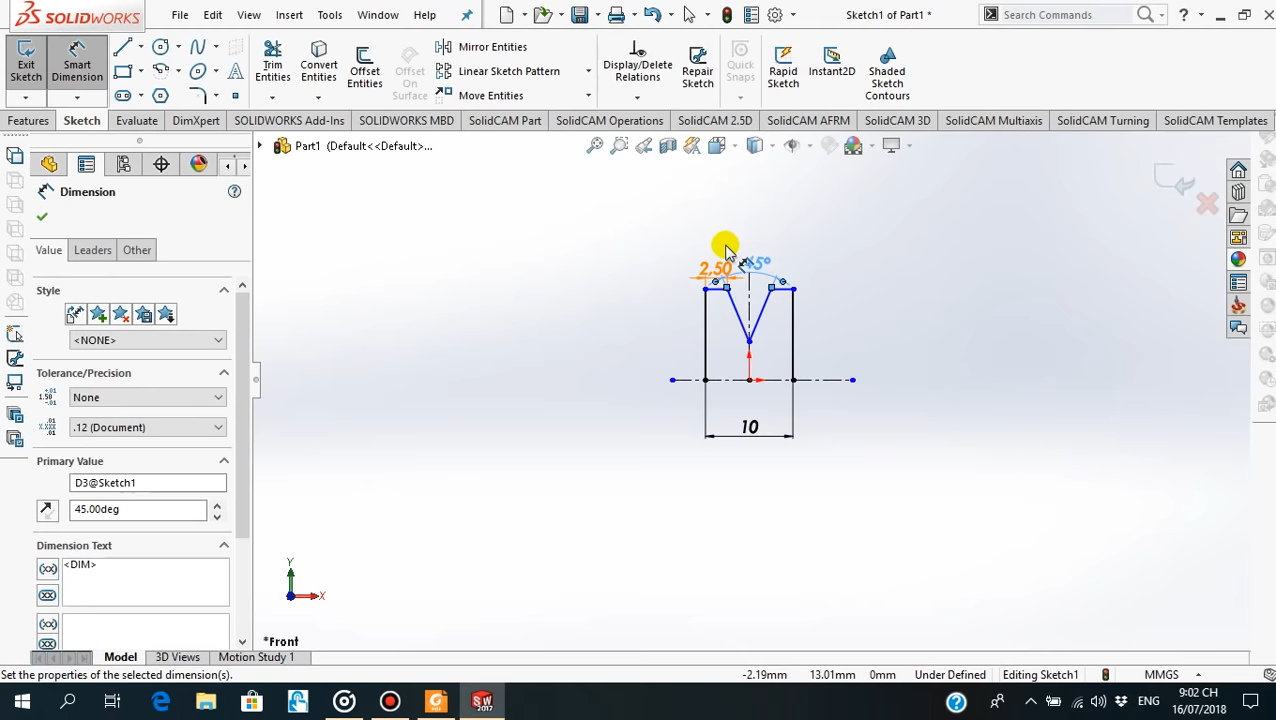 SOLIDWORKS
File
Edit
View
Insert
Tools
Window
Help
Sketch1 of Part1 *
Search Commands
Exit Sketch
Smart Dimension
Trim Entities
Convert Entities
Offset Entities
Offset On Surface
Mirror Entities
Linear Sketch Pattern
Move Entities
Display/Delete Relations
Repair Sketch
Quick Snaps
Rapid Sketch
Instant2D
Shaded Sketch Contours
Features
Sketch
Evaluate
DimXpert
SOLIDWORKS Add-Ins
SOLIDWORKS MBD
SolidCAM Part
SolidCAM Operations
SolidCAM 2.5D
SolidCAM AFRM
SolidCAM 3D
SolidCAM Multiaxis
SolidCAM Turning
SolidCAM Templates
Part1 (Default<<Default>...
Dimension
Value
Leaders
Other
Style
<NONE>
Tolerance/Precision
None
.12 (Document)
Primary Value
D3@Sketch1
45.00deg
Dimension Text
<DIM>
2,50
45°
10
Y
X
*Front
Model
3D Views
Motion Study 1
Set the properties of the selected dimension(s).
-2.19mm
13.01mm
0mm
Under Defined
Editing Sketch1
MMGS
ENG
9:02 CH
16/07/2018